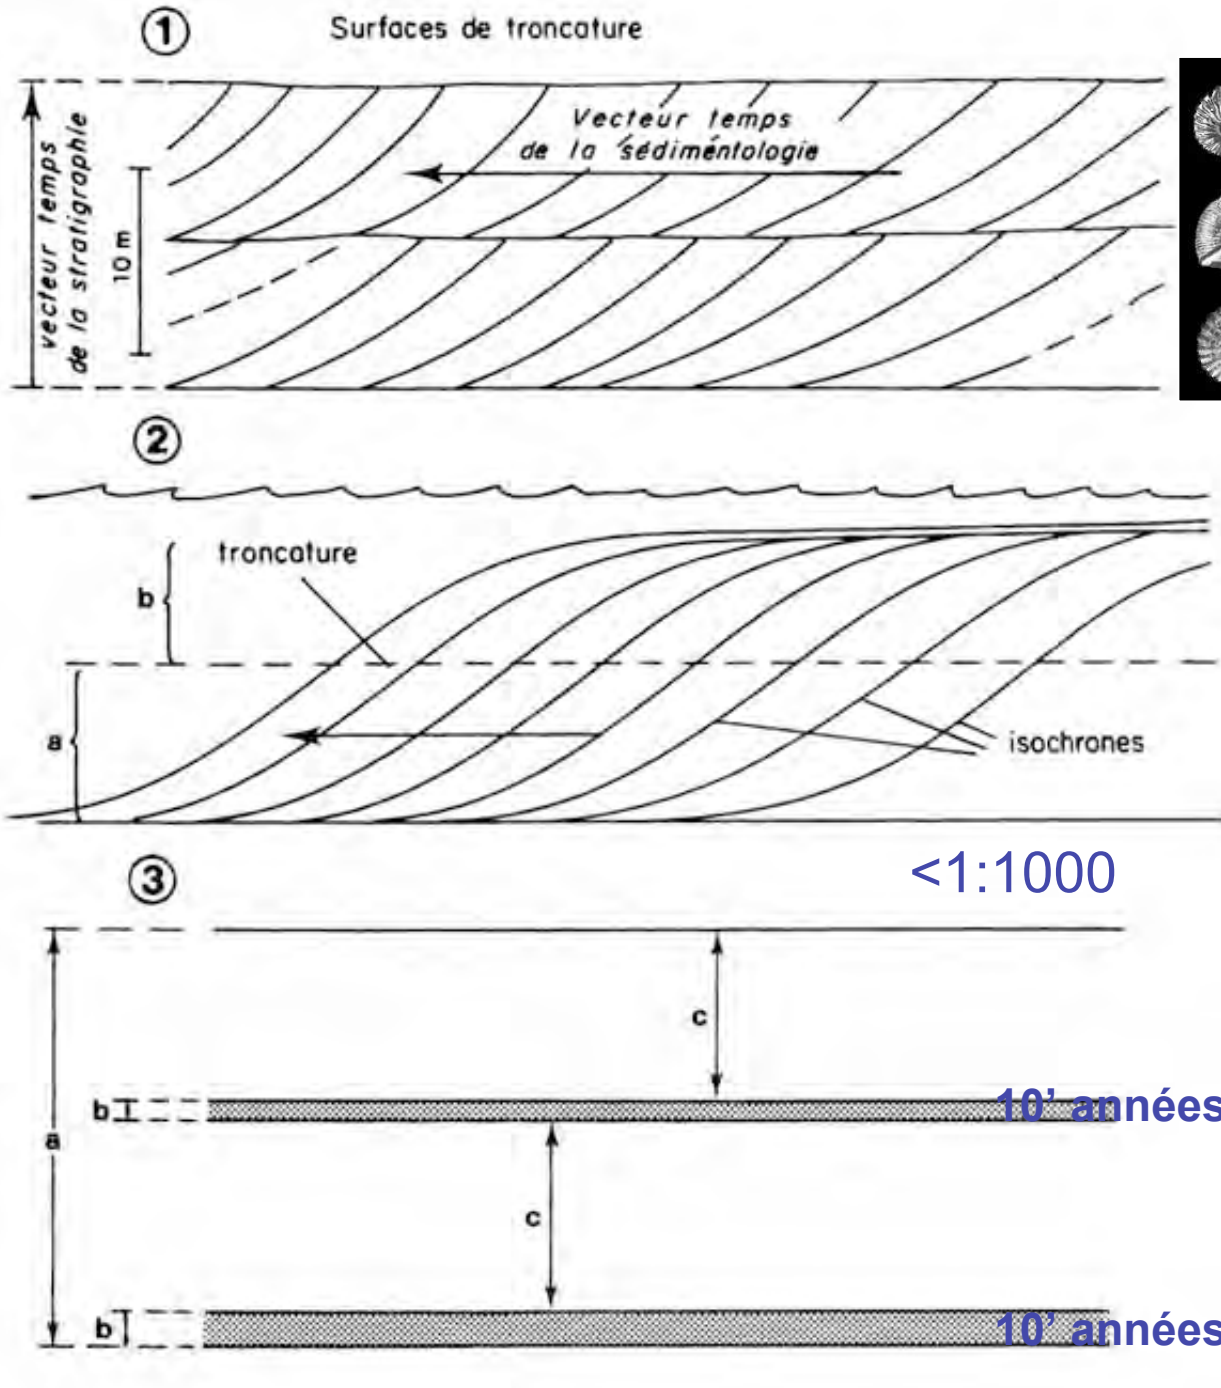 1
Surfaces de troncature
Vecteur temps
de la sédimentologie
vecteur temps
de la stratigraphie
10 m
2
troncature
b
a
isochrones
<1:1000
3
c
b
10’ années
a
c
b
10’ années